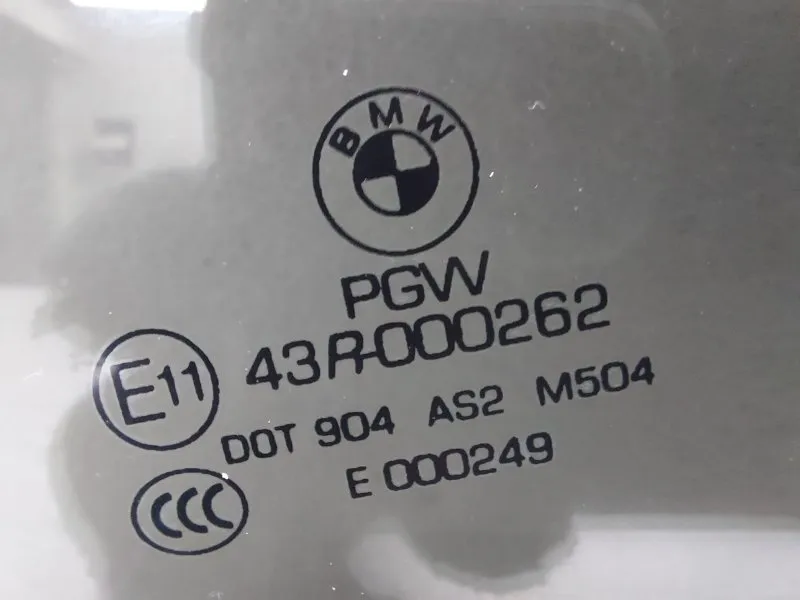 BMW
PGW
E11 43R-000262
DOT 904 AS2 M504
CCC E 000249